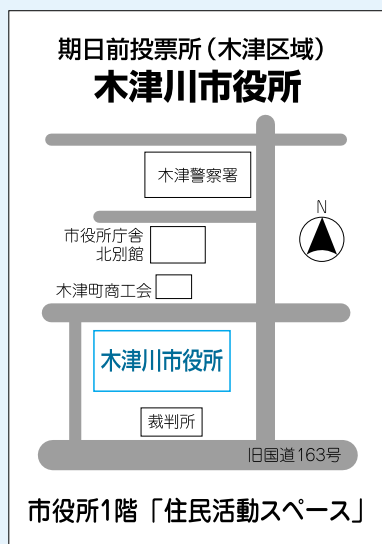 期日前投票所（木津区域）
木津川市役所
木津警察署
N
市役所庁舎
北別館
木津町商工会
木津川市役所
裁判所
旧国道163号
市役所1階「住民活動スペース」